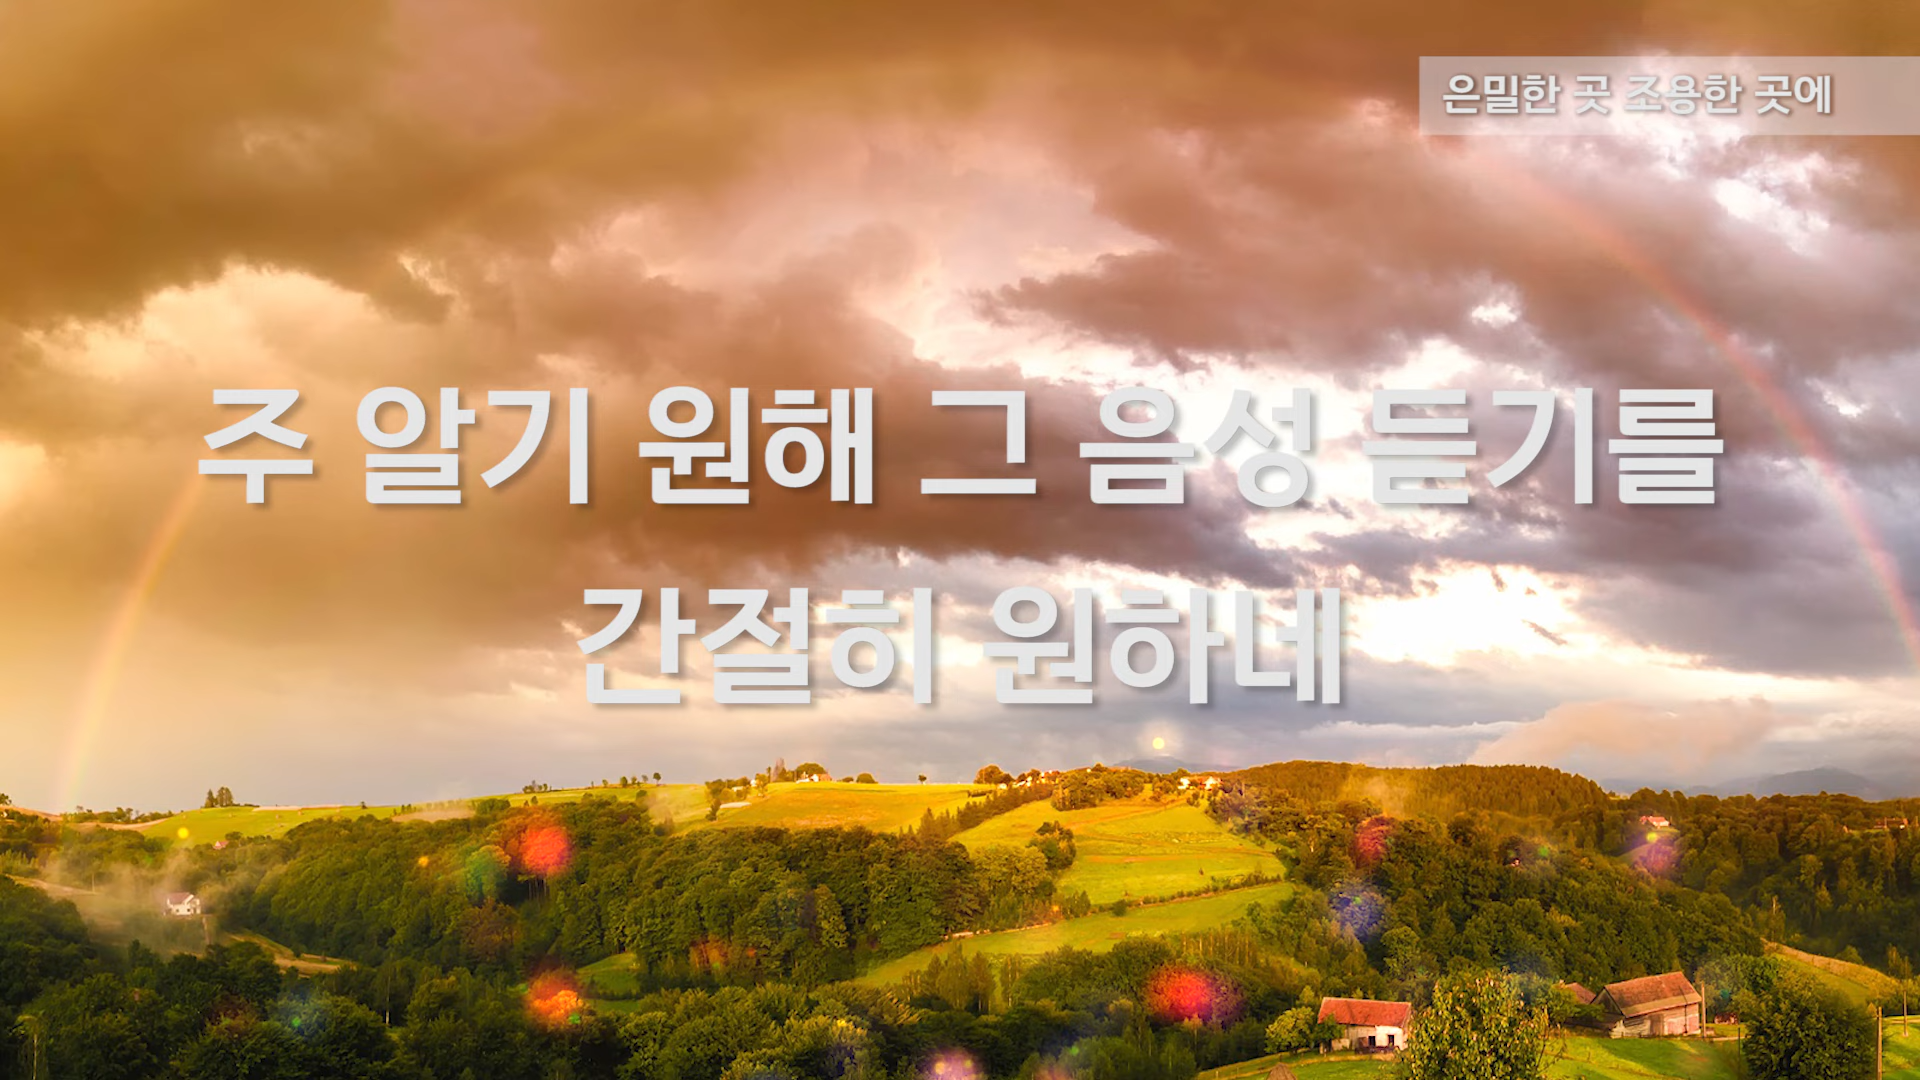 은밀한 곳 조용한 곳에
주 알기 원해 그 음성 듣기를
간절히 원하네